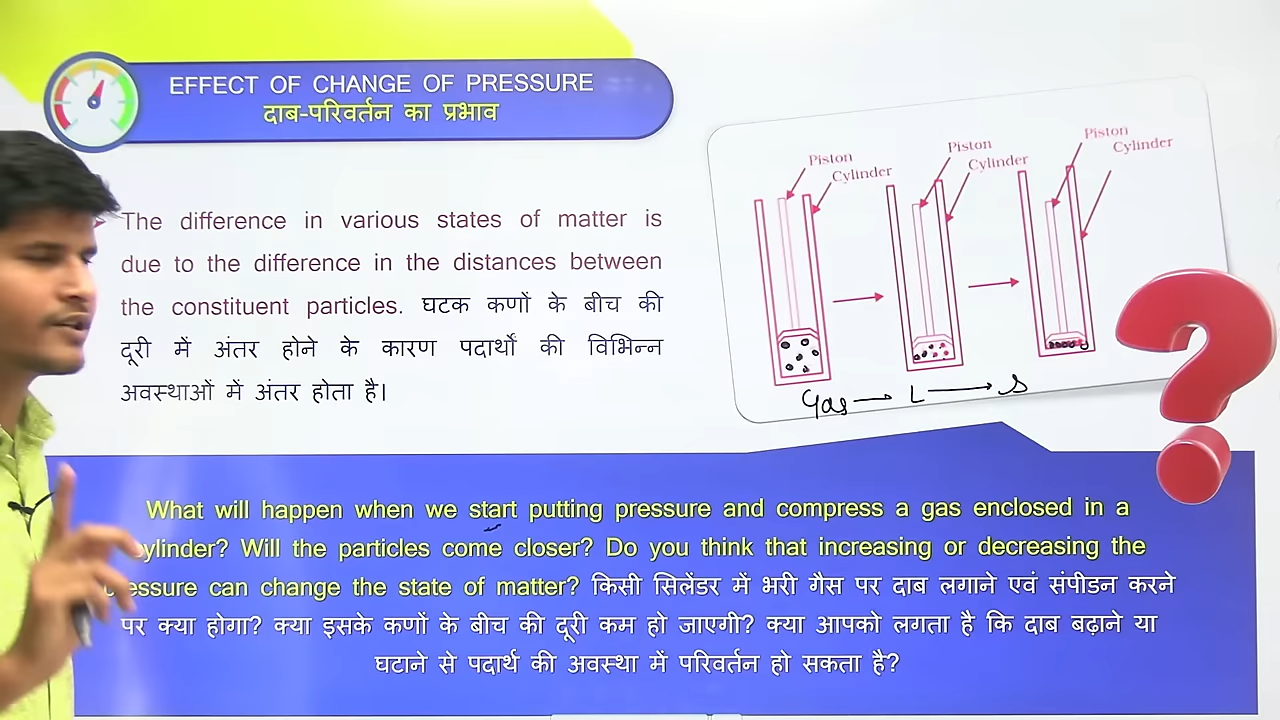 EFFECT OF CHANGE OF PRESSURE
दाब-परिवर्तन का प्रभाव
The difference in various states of matter is
due to the difference in the distances between
the constituent particles. घटक कणों के बीच की
दूरी में अंतर होने के कारण पदार्थों की विभिन्न
अवस्थाओं में अंतर होता है।
Piston
Cylinder
Piston
Cylinder
Piston
Cylinder
Gas → L → S
What will happen when we start putting pressure and compress a gas enclosed in a
ylinder? Will the particles come closer? Do you think that increasing or decreasing the
essure can change the state of matter? किसी सिलेंडर में भरी गैस पर दाब लगाने एवं संपीडन करने
पर क्या होगा? क्या इसके कणों के बीच की दूरी कम हो जाएगी? क्या आपको लगता है कि दाब बढ़ाने या
घटाने से पदार्थ की अवस्था में परिवर्तन हो सकता है?